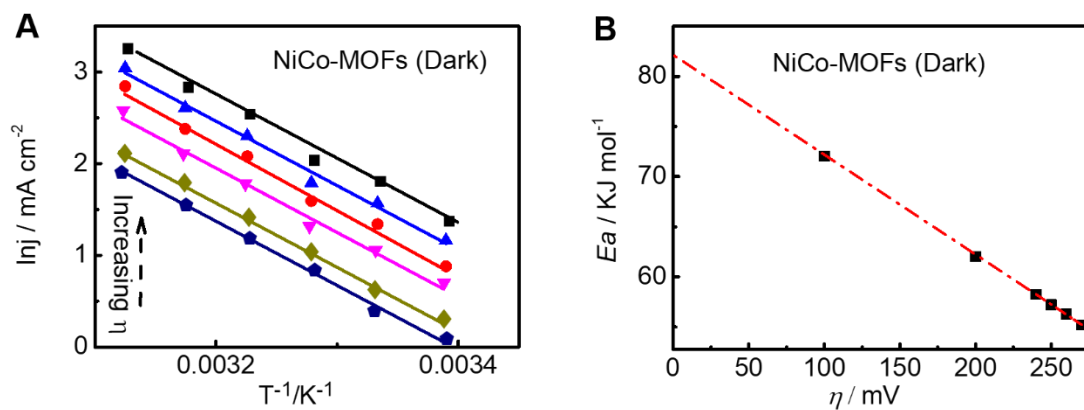 A
NiCo-MOFs (Dark)
lnj / mA cm-2
3
2
1
0
Increasing η
0.0032
0.0034
T-1/K-1
B
NiCo-MOFs (Dark)
Ea / KJ mol-1
80
70
60
0
50
100
150
200
250
η / mV